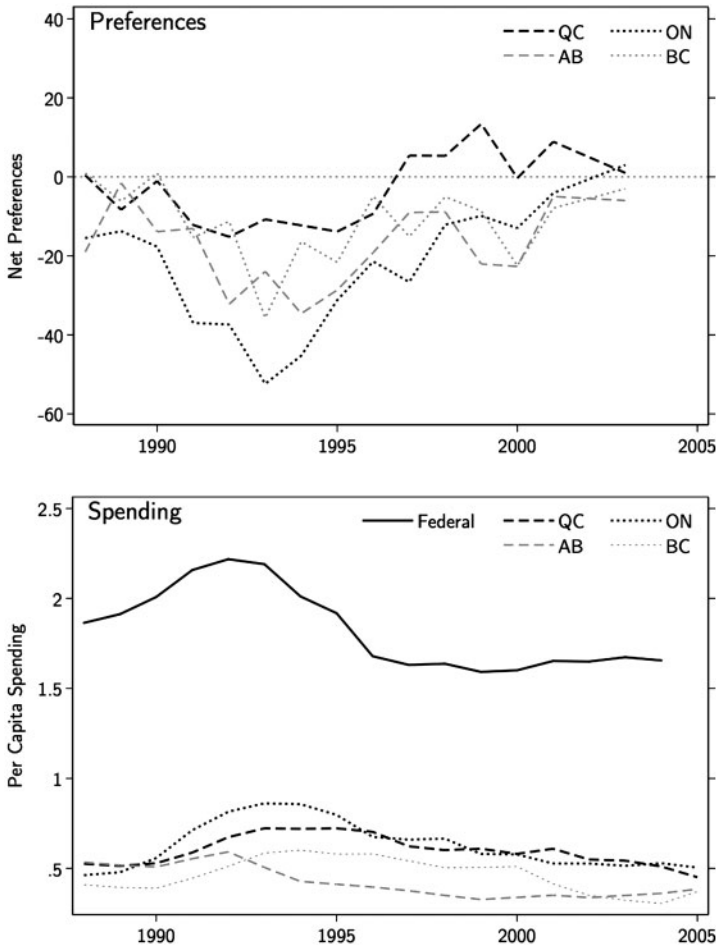 Preferences
QC ON
AB BC
40
20
0
-20
-40
-60
Net Preferences
1990 1995 2000 2005
Spending
Federal QC ON
AB BC
2.5
2
1.5
1
.5
Per Capita Spending
1990 1995 2000 2005